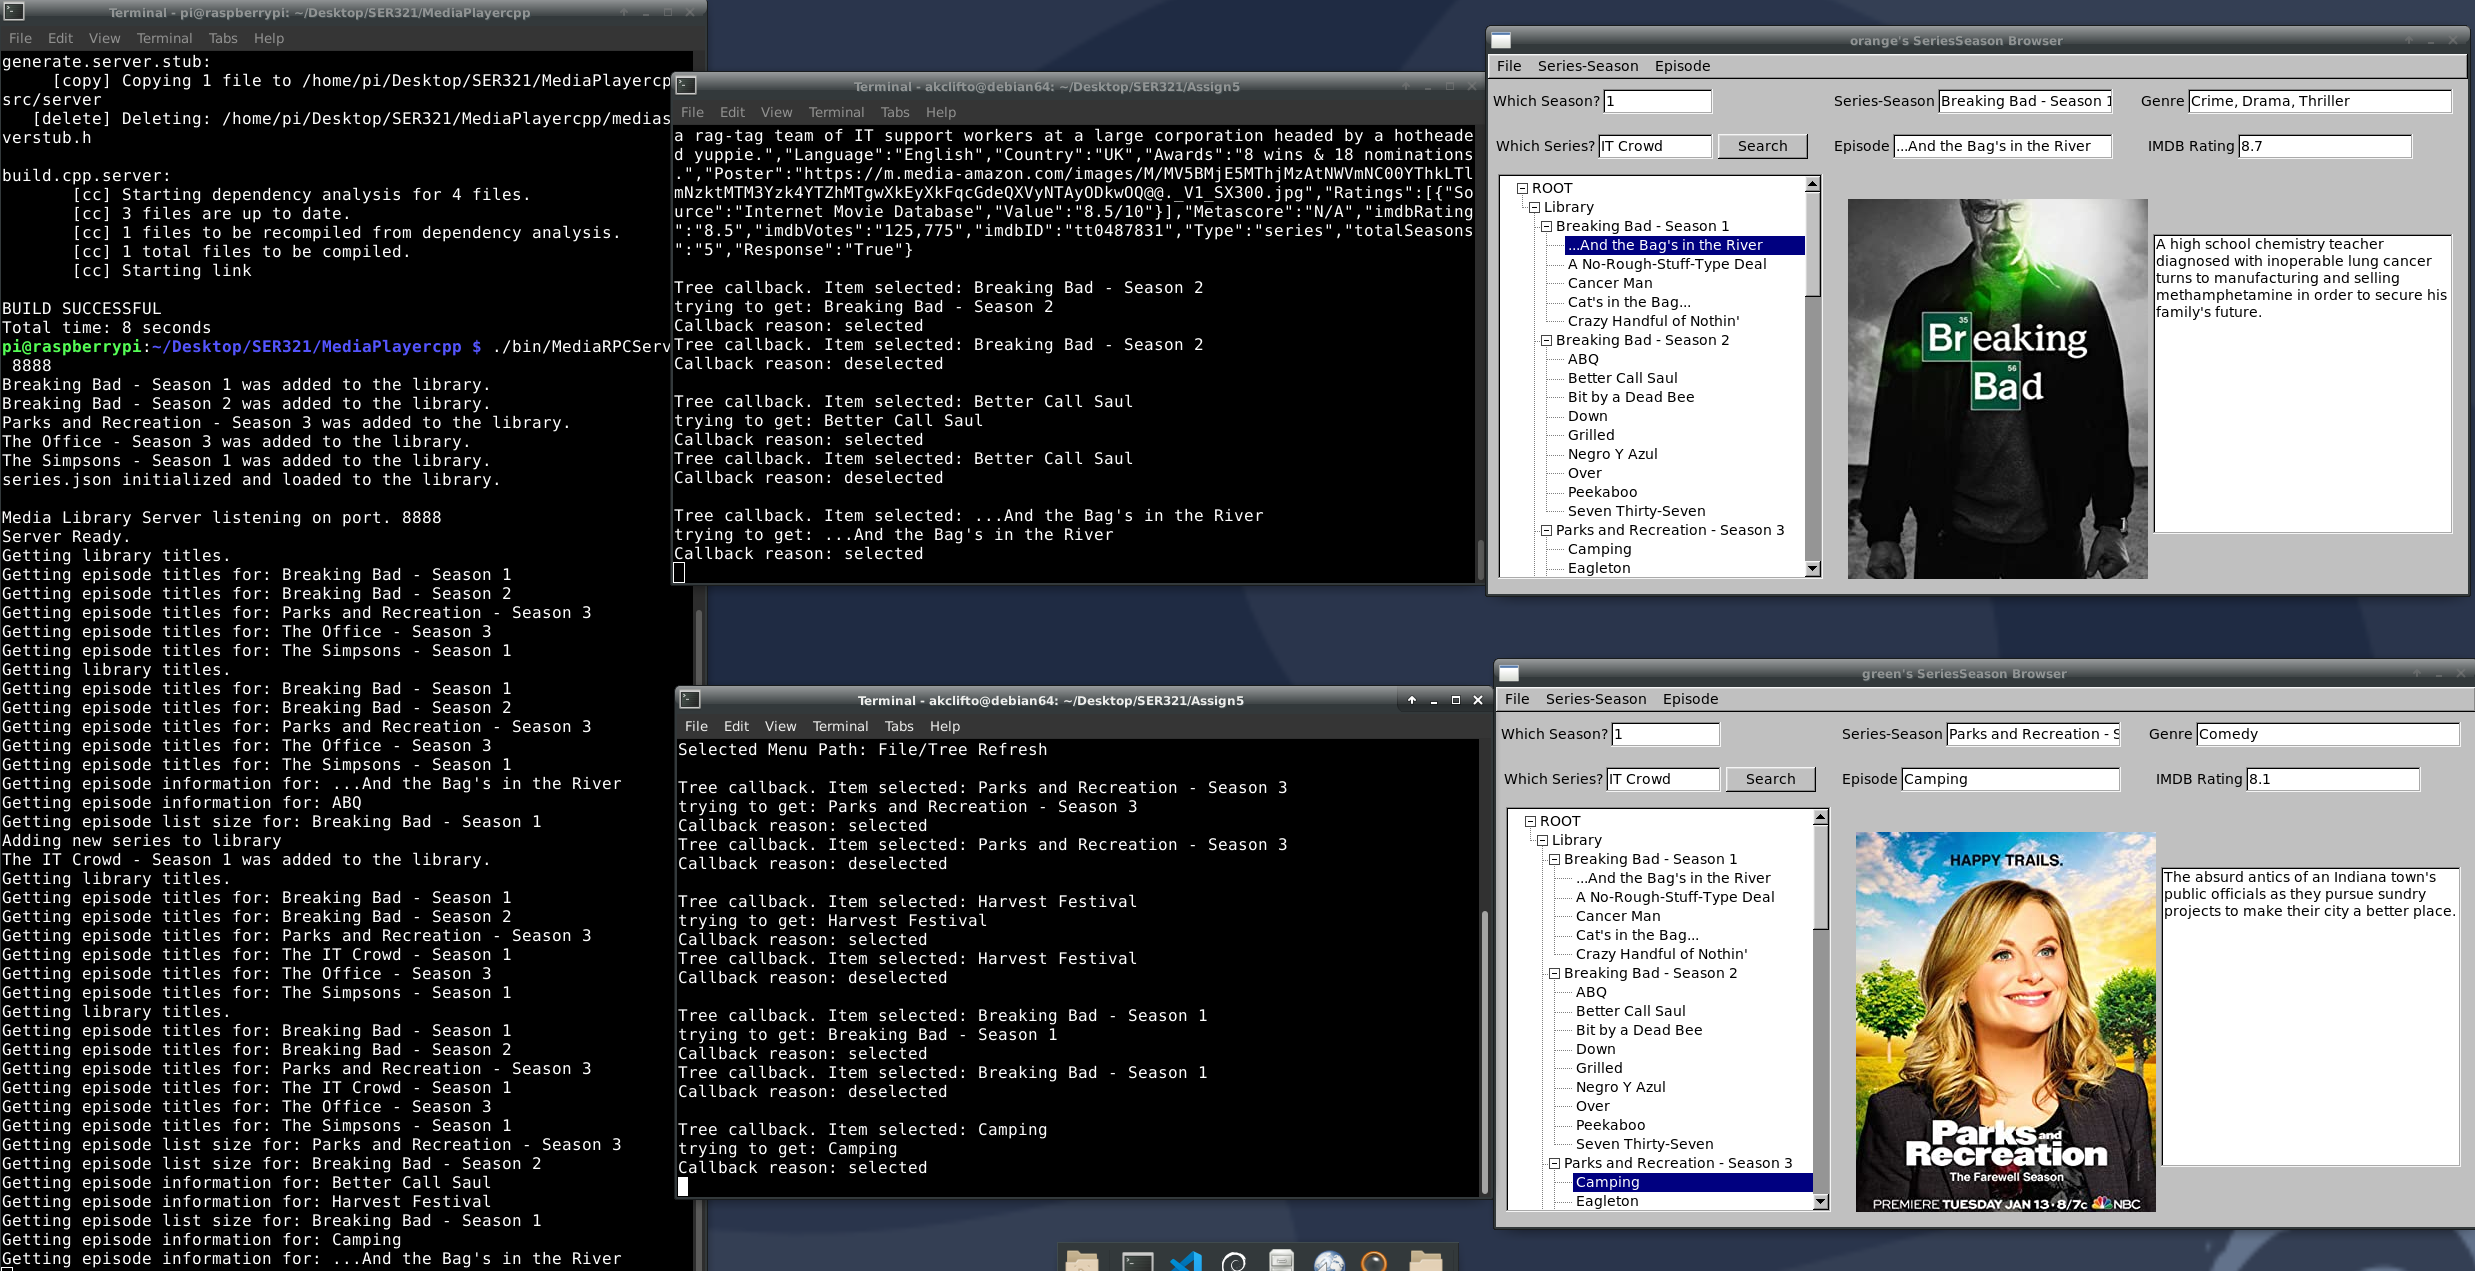 Terminal - pi@raspberrypi: ~/Desktop/SER321/MediaPlayercpp
File Edit View Terminal Tabs Help
generate.server.stub:
[copy] Copying 1 file to /home/pi/Desktop/SER321/MediaPlayercp
src/server
[delete] Deleting: /home/pi/Desktop/SER321/MediaPlayercpp/medias
verstub.h
build.cpp.server:
[cc] Starting dependency analysis for 4 files.
[cc] 3 files are up to date.
[cc] 1 files to be recompiled from dependency analysis.
[cc] 1 total files to be compiled.
[cc] Starting link
BUILD SUCCESSFUL
Total time: 8 seconds
pi@raspberrypi:~/Desktop/SER321/MediaPlayercpp $ ./bin/MediaRPCServ
8888
Breaking Bad - Season 1 was added to the library.
Breaking Bad - Season 2 was added to the library.
Parks and Recreation - Season 3 was added to the library.
The Office - Season 3 was added to the library.
The Simpsons - Season 1 was added to the library.
series.json initialized and loaded to the library.
Media Library Server listening on port. 8888
Server Ready.
Getting library titles.
Getting episode titles for: Breaking Bad - Season 1
Getting episode titles for: Breaking Bad - Season 2
Getting episode titles for: Parks and Recreation - Season 3
Getting episode titles for: The Office - Season 3
Getting episode titles for: The Simpsons - Season 1
Getting library titles.
Getting episode titles for: Breaking Bad - Season 1
Getting episode titles for: Breaking Bad - Season 2
Getting episode titles for: Parks and Recreation - Season 3
Getting episode titles for: The Office - Season 3
Getting episode titles for: The Simpsons - Season 1
Getting episode information for: ...And the Bag's in the River
Getting episode information for: ABQ
Getting episode list size for: Breaking Bad - Season 1
Adding new series to library
The IT Crowd - Season 1 was added to the library.
Getting library titles.
Getting episode titles for: Breaking Bad - Season 1
Getting episode titles for: Breaking Bad - Season 2
Getting episode titles for: Parks and Recreation - Season 3
Getting episode titles for: The IT Crowd - Season 1
Getting episode titles for: The Office - Season 3
Getting episode titles for: The Simpsons - Season 1
Getting library titles.
Getting episode titles for: Breaking Bad - Season 1
Getting episode titles for: Breaking Bad - Season 2
Getting episode titles for: Parks and Recreation - Season 3
Getting episode titles for: The IT Crowd - Season 1
Getting episode titles for: The Office - Season 3
Getting episode titles for: The Simpsons - Season 1
Getting episode list size for: Parks and Recreation - Season 3
Getting episode list size for: Breaking Bad - Season 2
Getting episode information for: Better Call Saul
Getting episode information for: Harvest Festival
Getting episode list size for: Breaking Bad - Season 1
Getting episode information for: Camping
Getting episode information for: ...And the Bag's in the River
Terminal - akclifto@debian64: ~/Desktop/SER321/Assign5
File Edit View Terminal Tabs Help
a rag-tag team of IT support workers at a large corporation headed by a hotheade
d yuppie.","Language":"English","Country":"UK","Awards":"8 wins & 18 nominations
.","Poster":"https://m.media-amazon.com/images/M/MV5BMjE5MThjMzAtNWVmNC00YThkLTl
mNzktMTM3Yzk4YTZhMTgwXkEyXkFqcGdeQXVyNTAyODkwOQ@@._V1_SX300.jpg","Ratings":[{"So
urce":"Internet Movie Database","Value":"8.5/10"}],"Metascore":"N/A","imdbRating
":"8.5","imdbVotes":"125,775","imdbID":"tt0487831","Type":"series","totalSeasons
":"5","Response":"True"}
Tree callback. Item selected: Breaking Bad - Season 2
trying to get: Breaking Bad - Season 2
Callback reason: selected
Tree callback. Item selected: Breaking Bad - Season 2
Callback reason: deselected
Tree callback. Item selected: Better Call Saul
trying to get: Better Call Saul
Callback reason: selected
Tree callback. Item selected: Better Call Saul
Callback reason: deselected
Tree callback. Item selected: ...And the Bag's in the River
trying to get: ...And the Bag's in the River
Callback reason: selected
Terminal - akclifto@debian64: ~/Desktop/SER321/Assign5
File Edit View Terminal Tabs Help
Selected Menu Path: File/Tree Refresh
Tree callback. Item selected: Parks and Recreation - Season 3
trying to get: Parks and Recreation - Season 3
Callback reason: selected
Tree callback. Item selected: Parks and Recreation - Season 3
Callback reason: deselected
Tree callback. Item selected: Harvest Festival
trying to get: Harvest Festival
Callback reason: selected
Tree callback. Item selected: Harvest Festival
Callback reason: deselected
Tree callback. Item selected: Breaking Bad - Season 1
trying to get: Breaking Bad - Season 1
Callback reason: selected
Tree callback. Item selected: Breaking Bad - Season 1
Callback reason: deselected
Tree callback. Item selected: Camping
trying to get: Camping
Callback reason: selected
orange's SeriesSeason Browser
File Series-Season Episode
Which Season? 1 Series-Season Breaking Bad - Season 1 Genre Crime, Drama, Thriller
Which Series? IT Crowd Search Episode ...And the Bag's in the River IMDB Rating 8.7
ROOT
Library
Breaking Bad - Season 1
...And the Bag's in the River
A No-Rough-Stuff-Type Deal
Cancer Man
Cat's in the Bag...
Crazy Handful of Nothin'
Breaking Bad - Season 2
ABQ
Better Call Saul
Bit by a Dead Bee
Down
Grilled
Negro Y Azul
Over
Peekaboo
Seven Thirty-Seven
Parks and Recreation - Season 3
Camping
Eagleton
35
Breaking
56
Bad
A high school chemistry teacher
diagnosed with inoperable lung cancer
turns to manufacturing and selling
methamphetamine in order to secure his
family's future.
green's SeriesSeason Browser
File Series-Season Episode
Which Season? 1 Series-Season Parks and Recreation - S Genre Comedy
Which Series? IT Crowd Search Episode Camping IMDB Rating 8.1
ROOT
Library
Breaking Bad - Season 1
...And the Bag's in the River
A No-Rough-Stuff-Type Deal
Cancer Man
Cat's in the Bag...
Crazy Handful of Nothin'
Breaking Bad - Season 2
ABQ
Better Call Saul
Bit by a Dead Bee
Down
Grilled
Negro Y Azul
Over
Peekaboo
Seven Thirty-Seven
Parks and Recreation - Season 3
Camping
Eagleton
HAPPY TRAILS.
Parks and
Recreation
The Farewell Season
PREMIERE TUESDAY JAN 13·8/7c NBC
The absurd antics of an Indiana town's
public officials as they pursue sundry
projects to make their city a better place.